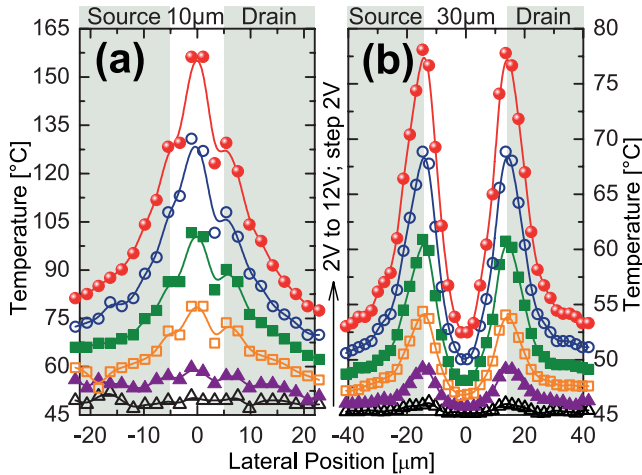 Source 10µm Drain
Source 30µm Drain
(a)
(b)
Temperature [°C]
165
150
135
120
105
90
75
60
45
-20 -10 0 10 20
2V to 12V; step 2V
80
75
70
65
60
55
50
45
Temperature [°C]
-40 -20 0 20 40
Lateral Position [µm]